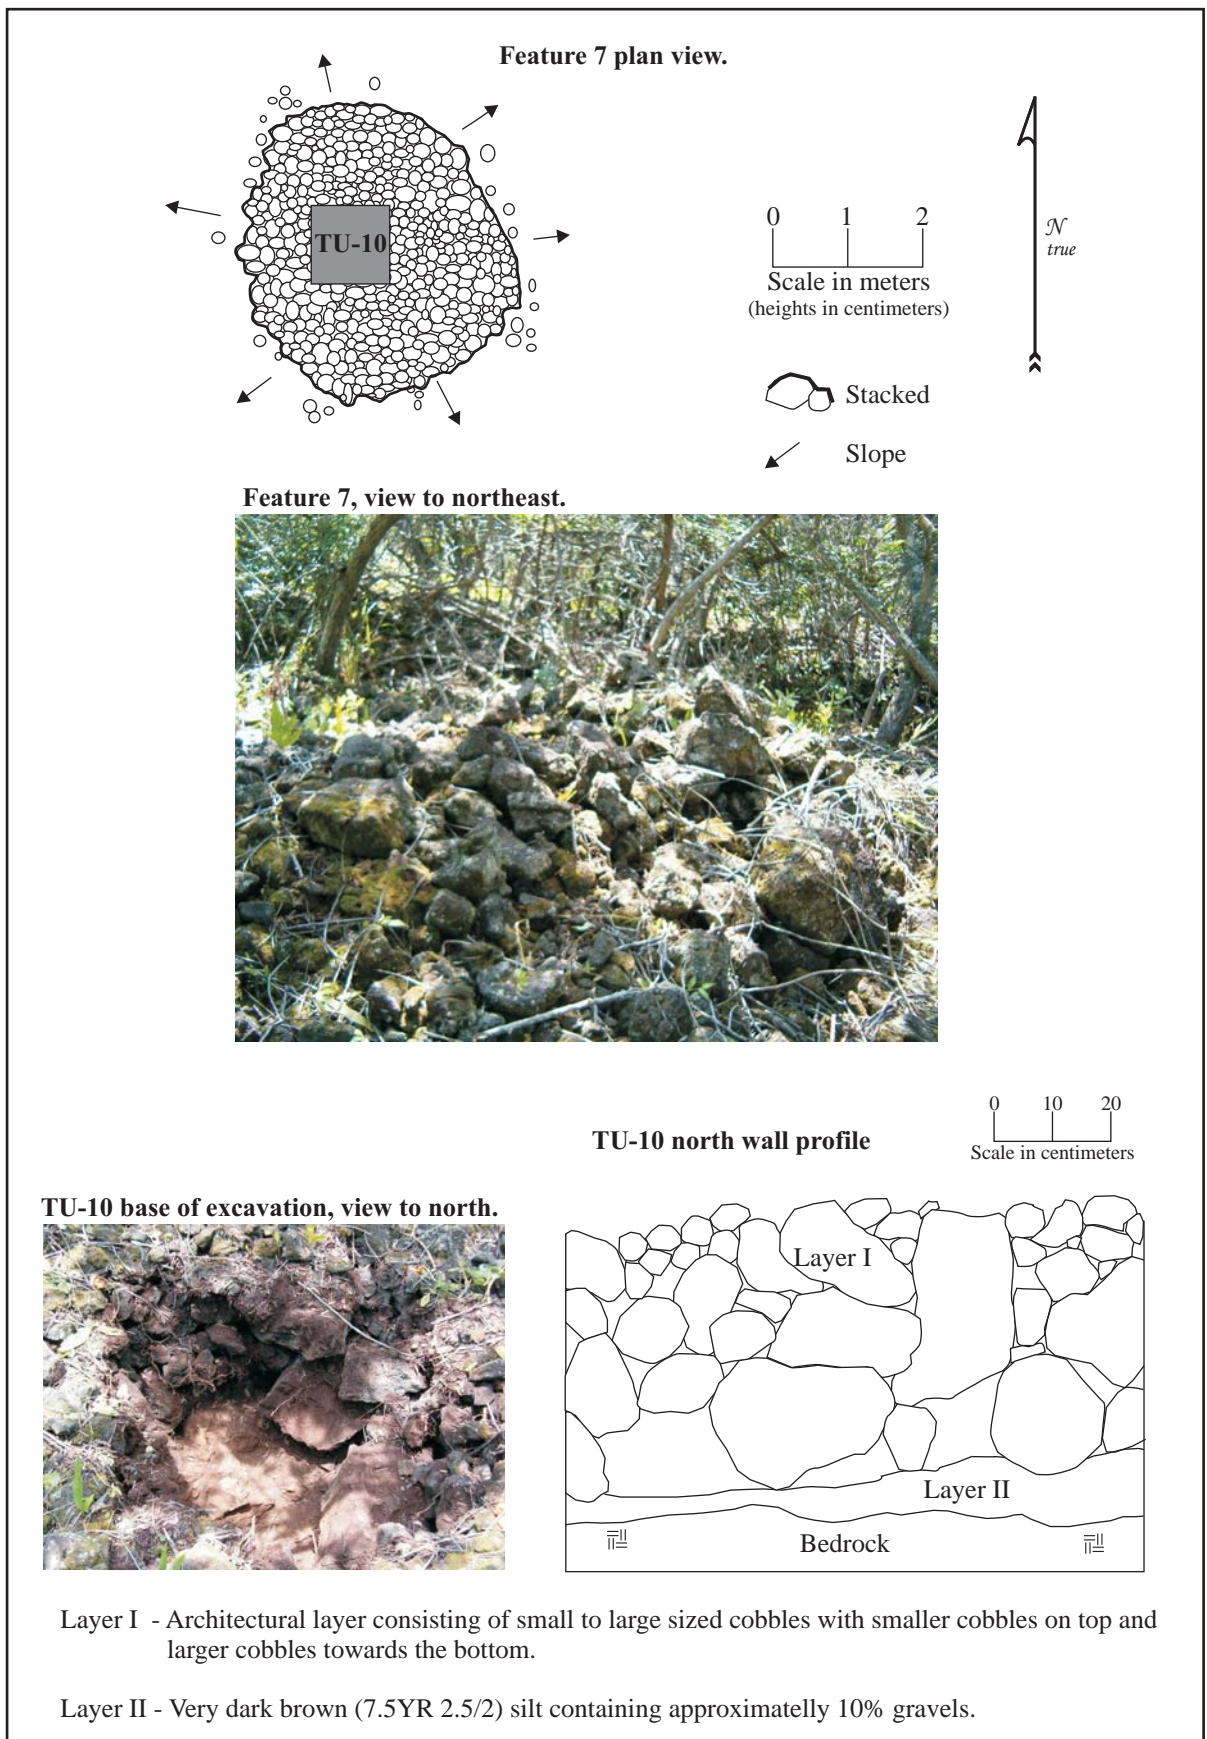 Feature 7 plan view.
TU-10
0 1 2
Scale in meters
(heights in centimeters)
N
true
Stacked
Slope
Feature 7, view to northeast.
TU-10 north wall profile
0 10 20
Scale in centimeters
TU-10 base of excavation, view to north.
Layer I
Layer II
Bedrock
Layer I - Architectural layer consisting of small to large sized cobbles with smaller cobbles on top and
larger cobbles towards the bottom.
Layer II - Very dark brown (7.5YR 2.5/2) silt containing approximatelly 10% gravels.